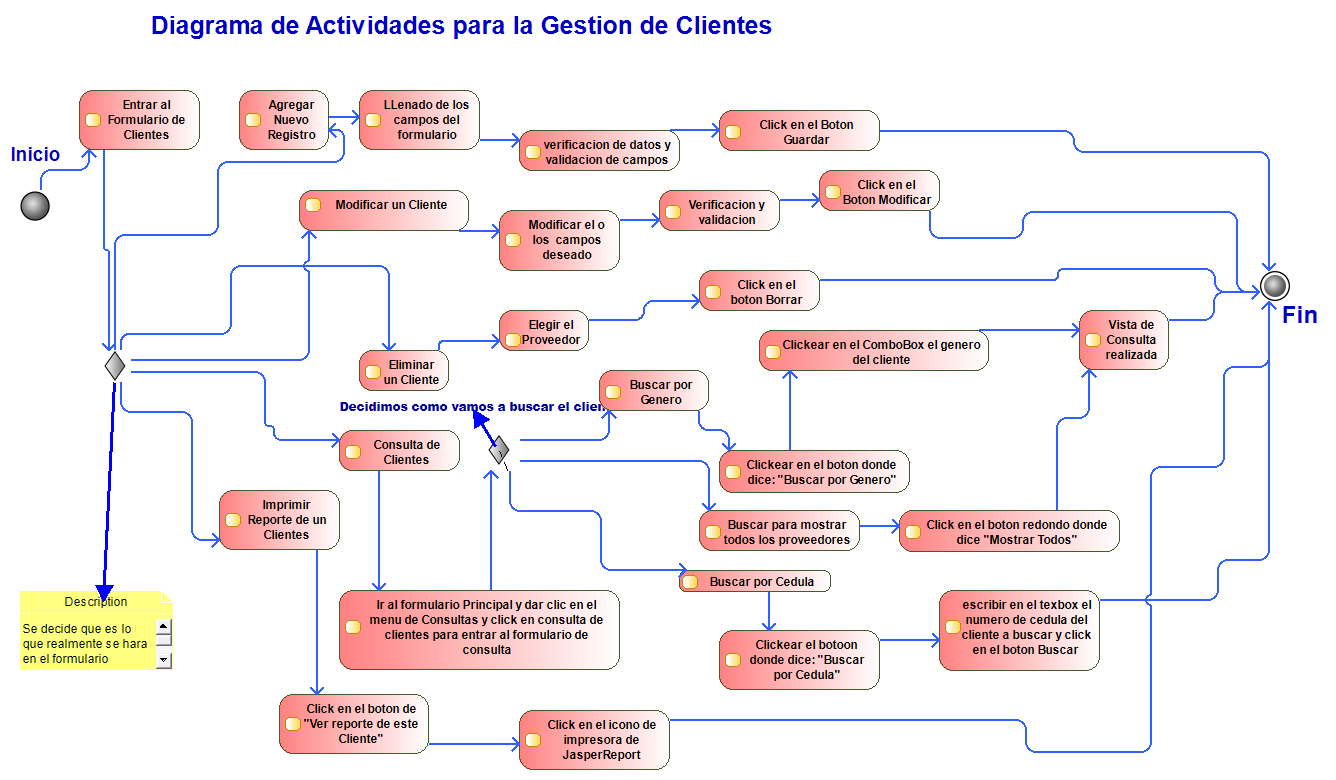 Diagrama de Actividades para la Gestion de Clientes
Inicio
Entrar al
Formulario de
Clientes
Agregar
Nuevo
Registro
LLenado de los
campos del
formulario
verificacion de datos y
validacion de campos
Click en el Boton
Guardar
Modificar un Cliente
Modificar el o
los campos
deseado
Verificacion y
validacion
Click en el
Boton Modificar
Eliminar
un Cliente
Elegir el
Proveedor
Click en el
boton Borrar
Fin
Decidimos como vamos a buscar el clien
Consulta de
Clientes
Buscar por
Genero
Clickear en el ComboBox el genero
del cliente
Vista de
Consulta
realizada
Clickear en el boton donde
dice: "Buscar por Genero"
Imprimir
Reporte de un
Clientes
Buscar para mostrar
todos los proveedores
Click en el boton redondo donde
dice "Mostrar Todos"
Buscar por Cedula
Description
Se decide que es lo
que realmente se hara
en el formulario
Ir al formulario Principal y dar clic en el
menu de Consultas y click en consulta de
clientes para entrar al formulario de
consulta
Clickear el botoon
donde dice: "Buscar
por Cedula"
escribir en el texbox el
numero de cedula del
cliente a buscar y click
en el boton Buscar
Click en el boton de
"Ver reporte de este
Cliente"
Click en el icono de
impresora de
JasperReport